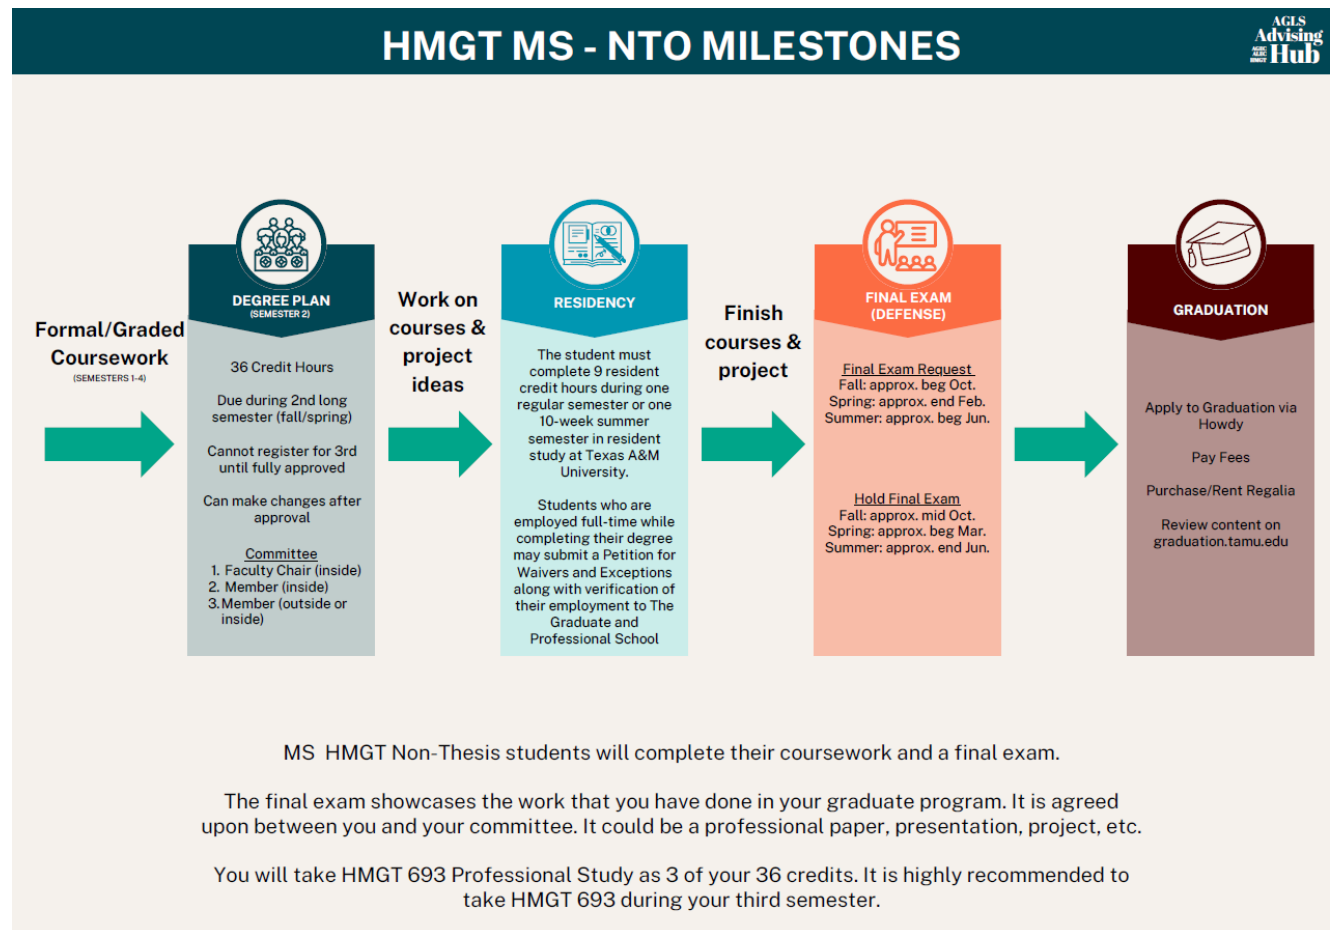 HMGT MS - NTO MILESTONES
AGLS
Advising
AGBC
ALEC
HMGT
Hub
Formal/Graded
Coursework
(SEMESTERS 1-4)
DEGREE PLAN
(SEMESTER 2)
36 Credit Hours
Due during 2nd long
semester (fall/spring)
Cannot register for 3rd
until fully approved
Can make changes after
approval
Committee
1. Faculty Chair (inside)
2. Member (inside)
3. Member (outside or
inside)
Work on
courses &
project
ideas
RESIDENCY
The student must
complete 9 resident
credit hours during one
regular semester or one
10-week summer
semester in resident
study at Texas A&M
University.
Students who are
employed full-time while
completing their degree
may submit a Petition for
Waivers and Exceptions
along with verification of
their employment to The
Graduate and
Professional School
Finish
courses &
project
FINAL EXAM
(DEFENSE)
Final Exam Request
Fall: approx. beg Oct.
Spring: approx. end Feb.
Summer: approx. beg Jun.
Hold Final Exam
Fall: approx. mid Oct.
Spring: approx. beg Mar.
Summer: approx. end Jun.
GRADUATION
Apply to Graduation via
Howdy
Pay Fees
Purchase/Rent Regalia
Review content on
graduation.tamu.edu
MS HMGT Non-Thesis students will complete their coursework and a final exam.
The final exam showcases the work that you have done in your graduate program. It is agreed
upon between you and your committee. It could be a professional paper, presentation, project, etc.
You will take HMGT 693 Professional Study as 3 of your 36 credits. It is highly recommended to
take HMGT 693 during your third semester.